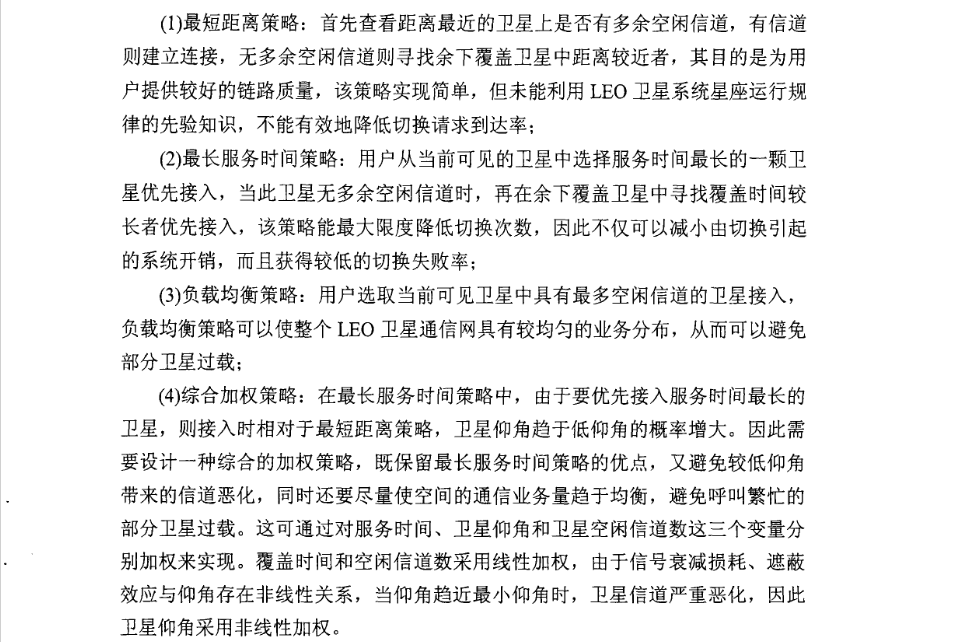 (1)最短距离策略：首先查看距离最近的卫星上是否有多余空闲信道，有信道
则建立连接，无多余空闲信道则寻找余下覆盖卫星中距离较近者，其目的是为用
户提供较好的链路质量，该策略实现简单，但未能利用 LEO 卫星系统星座运行规
律的先验知识，不能有效地降低切换请求到达率；
(2)最长服务时间策略：用户从当前可见的卫星中选择服务时间最长的一颗卫
星优先接入，当此卫星无多余空闲信道时，再在余下覆盖卫星中寻找覆盖时间较
长者优先接入，该策略能最大限度降低切换次数，因此不仅可以减小由切换引起
的系统开销，而且获得较低的切换失败率；
(3)负载均衡策略：用户选取当前可见卫星中具有最多空闲信道的卫星接入，
负载均衡策略可以使整个 LEO 卫星通信网具有较均匀的业务分布，从而可以避免
部分卫星过载；
(4)综合加权策略：在最长服务时间策略中，由于要优先接入服务时间最长的
卫星，则接入时相对于最短距离策略，卫星仰角趋于低仰角的概率增大。因此需
要设计一种综合的加权策略，既保留最长服务时间策略的优点，又避免较低仰角
带来的信道恶化，同时还要尽量使空间的通信业务量趋于均衡，避免呼叫繁忙的
部分卫星过载。这可通过对服务时间、卫星仰角和卫星空闲信道数这三个变量分
别加权来实现。覆盖时间和空闲信道数采用线性加权，由于信号衰减损耗、遮蔽
效应与仰角存在非线性关系，当仰角趋近最小仰角时，卫星信道严重恶化，因此
卫星仰角采用非线性加权。